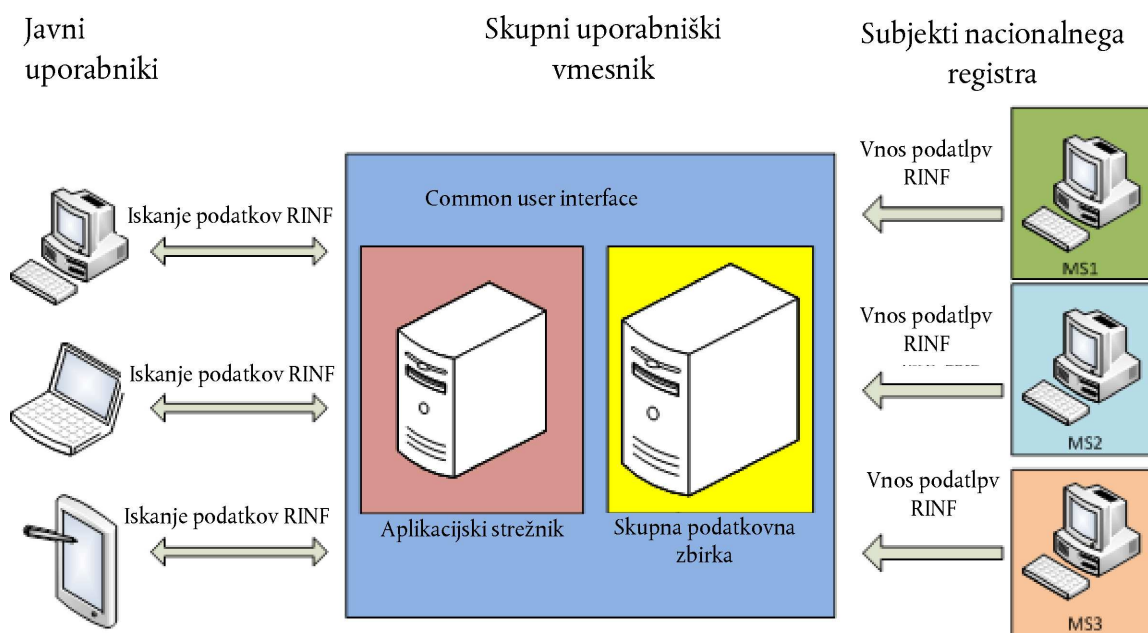 Javni
uporabniki
Skupni uporabniški
vmesnik
Subjekti nacionalnega
registra
Common user interface
Iskanje podatkov RINF
Iskanje podatkov RINF
Iskanje podatkov RINF
Aplikacijski strežnik
Skupna podatkovna
zbirka
Vnos podatlpv
RINF
MS1
Vnos podatlpv
RINF
MS2
Vnos podatlpv
RINF
MS3